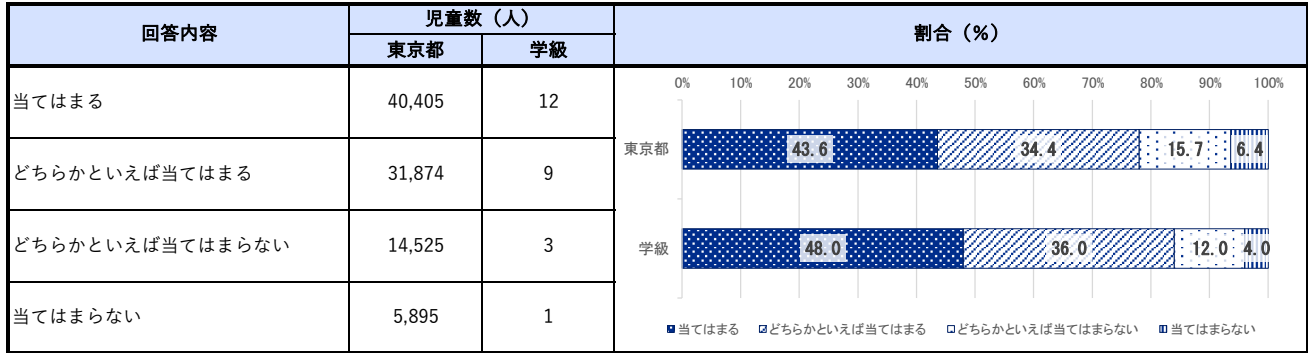 回答内容 児童数（人） 割合（%）
東京都 学級
当てはまる 40,405 12
どちらかといえば当てはまる 31,874 9
どちらかといえば当てはまらない 14,525 3
当てはまらない 5,895 1
0% 10% 20% 30% 40% 50% 60% 70% 80% 90% 100%
東京都 43.6 34.4 15.7 6.4
学級 48.0 36.0 12.0 4.0
当てはまる どちらかといえば当てはまる どちらかといえば当てはまらない 当てはまらない